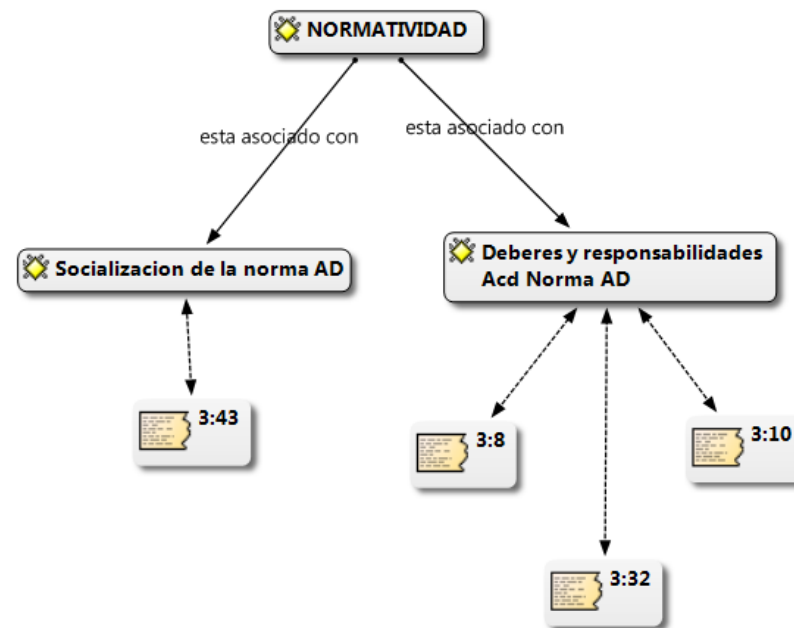 NORMATIVIDAD
esta asociado con
esta asociado con
Socializacion de la norma AD
Deberes y responsabilidades
Acd Norma AD
3:43
3:8
3:10
3:32